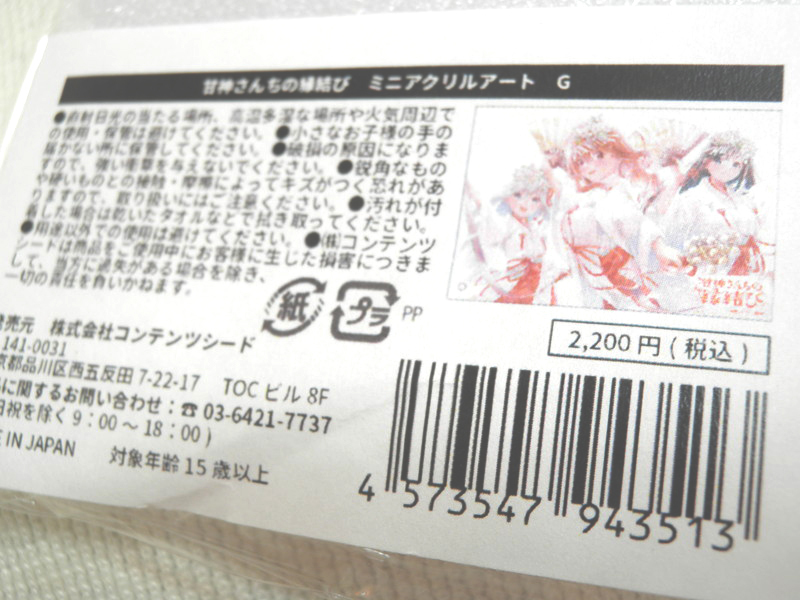 甘神さんちの縁結び ミニアクリルアート G
●直射日光の当たる場所、高温多湿な場所や火気周辺で
の使用・保管は避けてください。●小さなお子様の手の
届かない所に保管してください。●破損の原因になりま
すので、強い衝撃を与えないでください。●鋭角なもの
や硬いものとの接触・摩擦によってキズがつく恐れがあ
りますので、取り扱いにはご注意ください。●汚れが付
着した場合は乾いたタオルなどで拭き取ってください。
●用途以外での使用は避けてください。●㈱コンテンツ
シードは商品をご使用中にお客様に生じた損害につきま
して、当方に過失がある場合を除き、
一切の責任を負いかねます。
紙 プラ PP
発売元 株式会社コンテンツシード
141-0031
京都品川区西五反田 7-22-17 TOC ビル 8F
に関するお問い合わせ：☎ 03-6421-7737
日祝を除く 9：00～18：00）
E IN JAPAN 対象年齢 15 歳以上
2,200 円 ( 税込 )
4 573547 943513